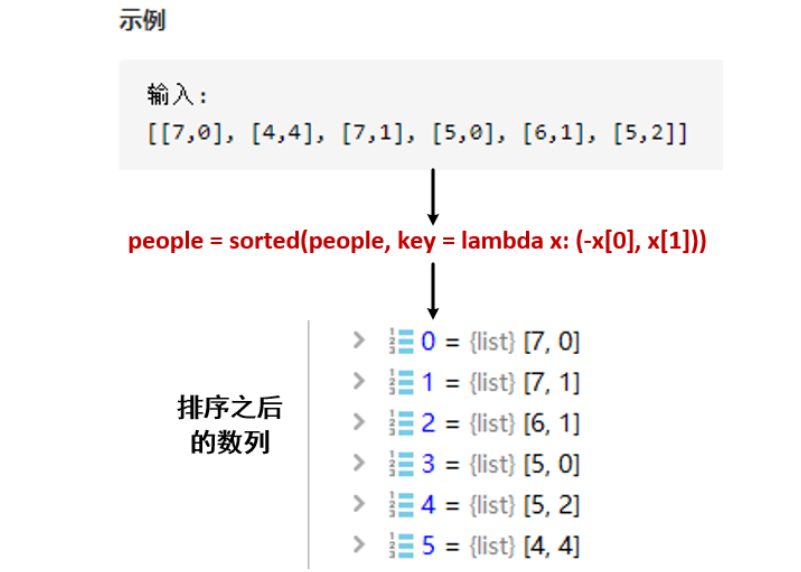 示例
输入：
[[7,0], [4,4], [7,1], [5,0], [6,1], [5,2]]
people = sorted(people, key = lambda x: (-x[0], x[1]))
排序之后
的数列
0 = {list} [7, 0]
1 = {list} [7, 1]
2 = {list} [6, 1]
3 = {list} [5, 0]
4 = {list} [5, 2]
5 = {list} [4, 4]